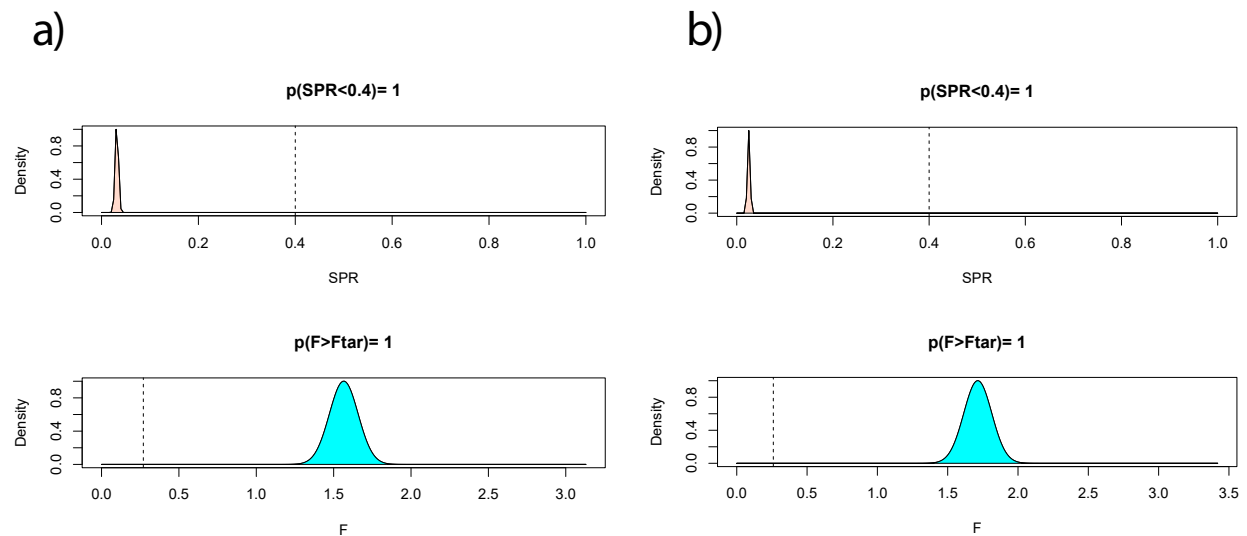 a)
p(SPR<0.4)= 1
Density
0.0 0.4 0.8
0.0 0.2 0.4 0.6 0.8 1.0
SPR
p(F>Ftar)= 1
Density
0.0 0.4 0.8
0.0 0.5 1.0 1.5 2.0 2.5 3.0
F
b)
p(SPR<0.4)= 1
Density
0.0 0.4 0.8
0.0 0.2 0.4 0.6 0.8 1.0
SPR
p(F>Ftar)= 1
Density
0.0 0.4 0.8
0.0 0.5 1.0 1.5 2.0 2.5 3.0 3.5
F